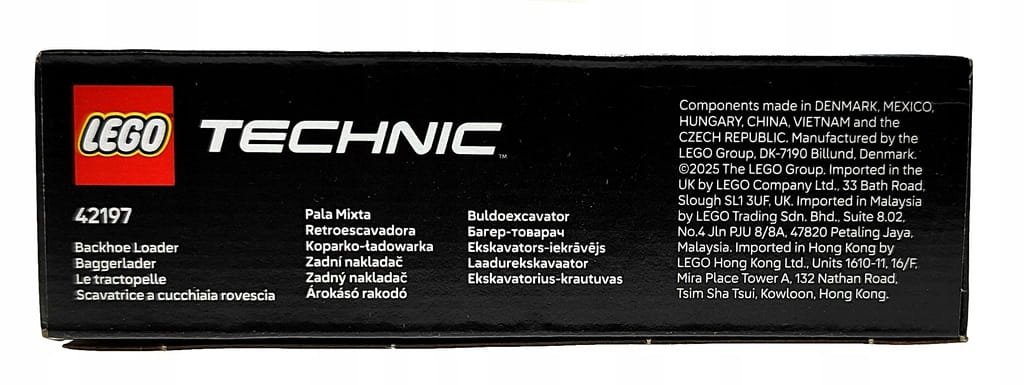 LEGO
TECHNIC™
42197
Backhoe Loader
Baggerlader
Le tractopelle
Scavatrice a cucchiaia rovescia
Pala Mixta
Retroescavadora
Koparko-ładowarka
Zadní nakladač
Zadný nakladač
Árokásó rakodó
Buldoexcavator
Багер-товарач
Ekskavators-iekrāvējs
Laadurekskavaator
Ekskavatorius-krautuvas
Components made in DENMARK, MEXICO,
HUNGARY, CHINA, VIETNAM and the
CZECH REPUBLIC. Manufactured by the
LEGO Group, DK-7190 Billund, Denmark.
©2025 The LEGO Group. Imported in the
UK by LEGO Company Ltd., 33 Bath Road,
Slough SL1 3UF, UK. Imported in Malaysia
by LEGO Trading Sdn. Bhd., Suite 8.02,
No.4 Jln PJU 8/8A, 47820 Petaling Jaya,
Malaysia. Imported in Hong Kong by
LEGO Hong Kong Ltd., Units 1610-11, 16/F,
Mira Place Tower A, 132 Nathan Road,
Tsim Sha Tsui, Kowloon, Hong Kong.